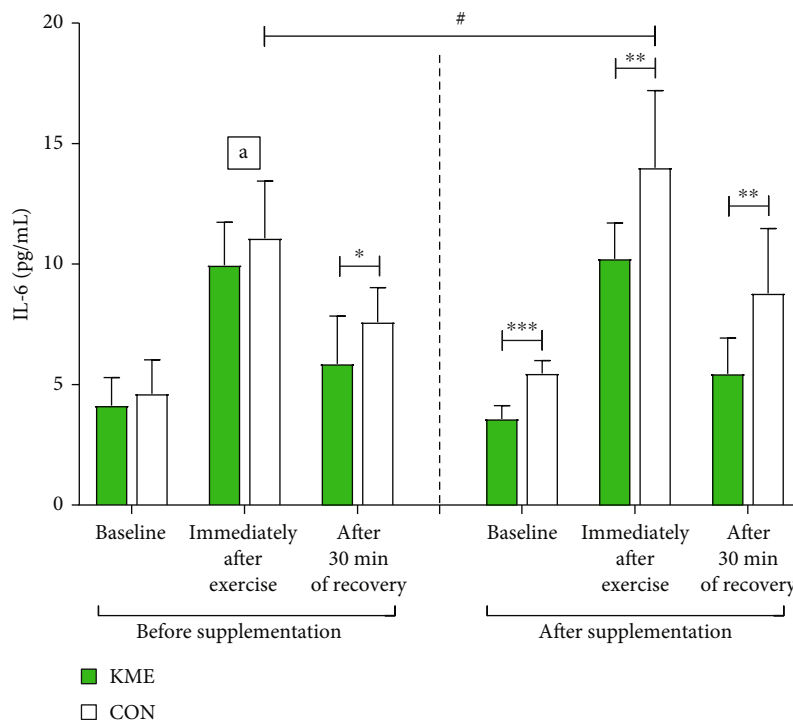 20
#
**
15
a
**
IL-6 (pg/mL)
10
*
***
5
0
Baseline
Immediately
after
exercise
After
30 min
of recovery
Baseline
Immediately
after
exercise
After
30 min
of recovery
Before supplementation
After supplementation
KME
CON